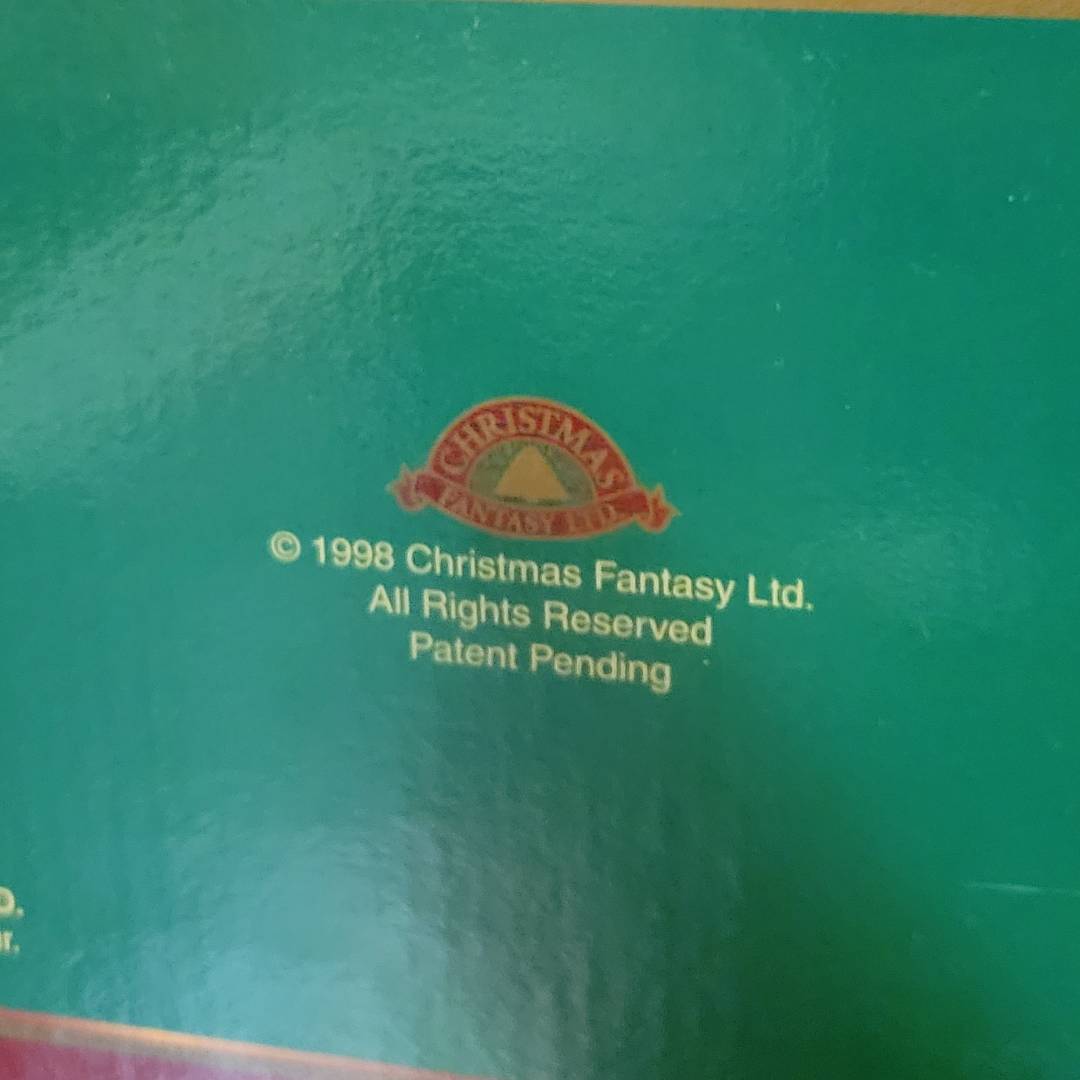 CHRISTMAS
FANTASY LTD.
© 1998 Christmas Fantasy Ltd.
All Rights Reserved
Patent Pending